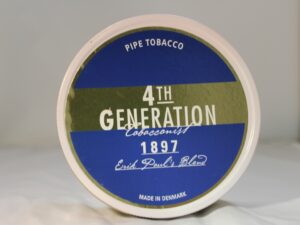 PIPE TOBACCO
4TH
GENERATION
Tobacconist
1897
Erik Paul's Blend
MADE IN DENMARK